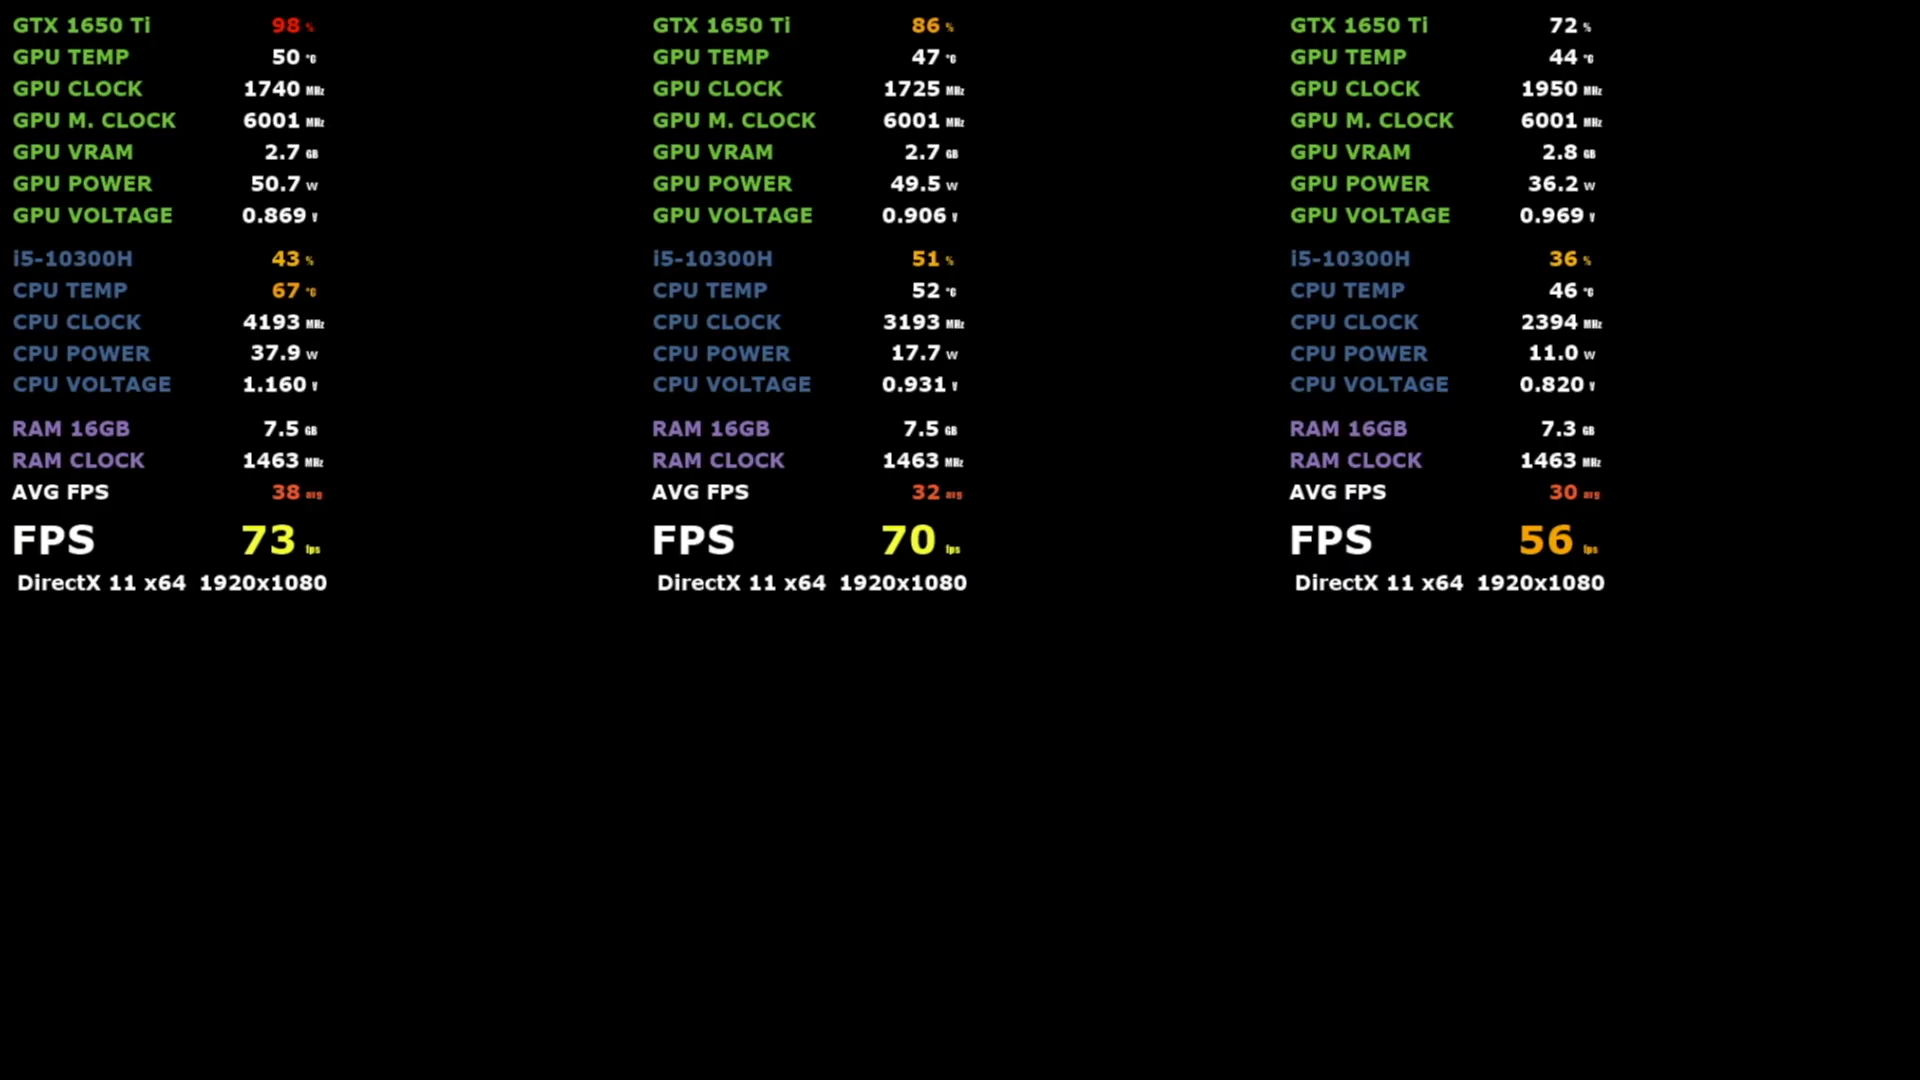 GTX 1650 Ti 98 %
GPU TEMP 50 °C
GPU CLOCK 1740 MHz
GPU M. CLOCK 6001 MHz
GPU VRAM 2.7 GB
GPU POWER 50.7 W
GPU VOLTAGE 0.869 V
i5-10300H 43 %
CPU TEMP 67 °C
CPU CLOCK 4193 MHz
CPU POWER 37.9 W
CPU VOLTAGE 1.160 V
RAM 16GB 7.5 GB
RAM CLOCK 1463 MHz
AVG FPS 38 avg
FPS 73 fps
DirectX 11 x64 1920x1080
GTX 1650 Ti 86 %
GPU TEMP 47 °C
GPU CLOCK 1725 MHz
GPU M. CLOCK 6001 MHz
GPU VRAM 2.7 GB
GPU POWER 49.5 W
GPU VOLTAGE 0.906 V
i5-10300H 51 %
CPU TEMP 52 °C
CPU CLOCK 3193 MHz
CPU POWER 17.7 W
CPU VOLTAGE 0.931 V
RAM 16GB 7.5 GB
RAM CLOCK 1463 MHz
AVG FPS 32 avg
FPS 70 fps
DirectX 11 x64 1920x1080
GTX 1650 Ti 72 %
GPU TEMP 44 °C
GPU CLOCK 1950 MHz
GPU M. CLOCK 6001 MHz
GPU VRAM 2.8 GB
GPU POWER 36.2 W
GPU VOLTAGE 0.969 V
i5-10300H 36 %
CPU TEMP 46 °C
CPU CLOCK 2394 MHz
CPU POWER 11.0 W
CPU VOLTAGE 0.820 V
RAM 16GB 7.3 GB
RAM CLOCK 1463 MHz
AVG FPS 30 avg
FPS 56 fps
DirectX 11 x64 1920x1080